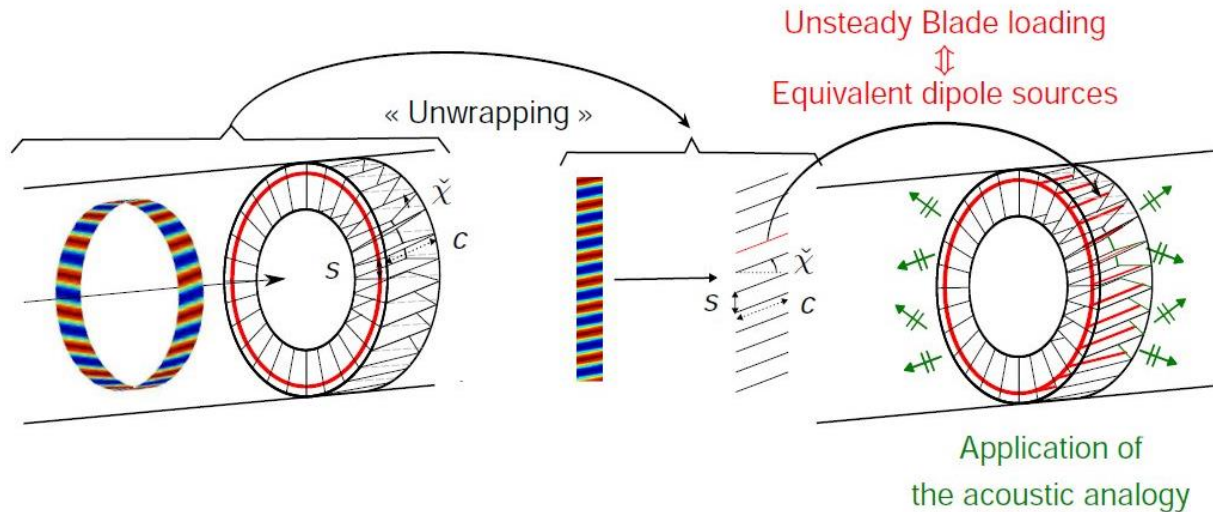 Unsteady Blade loading
⇕
Equivalent dipole sources
« Unwrapping »
χ̌
c
s
χ̌
s
c
Application of
the acoustic analogy